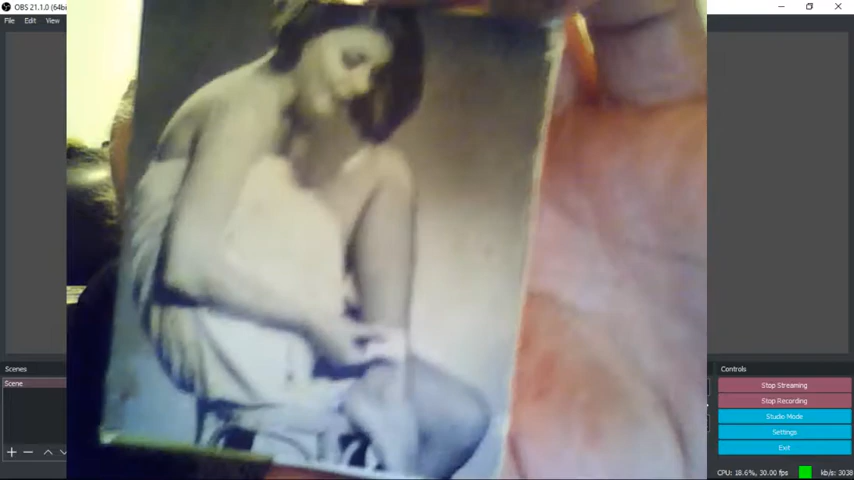 OBS 21.1.0 (64bi
File Edit View
Scenes
Scene
Controls
Stop Streaming
Stop Recording
Studio Mode
Settings
Exit
CPU: 18.6%, 30.00 fps kb/s: 3038